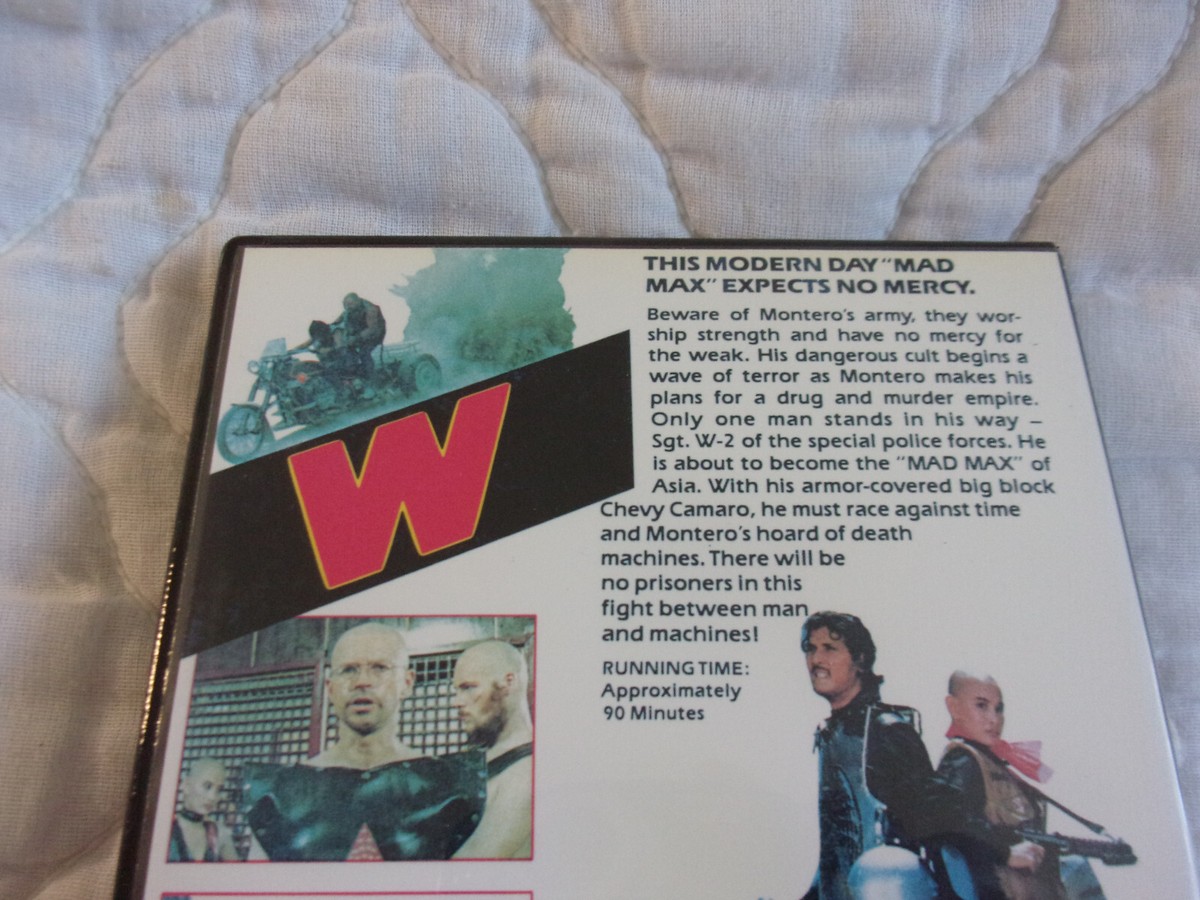 THIS MODERN DAY “MAD
MAX” EXPECTS NO MERCY.
Beware of Montero's army, they wor-
ship strength and have no mercy for
the weak. His dangerous cult begins a
wave of terror as Montero makes his
plans for a drug and murder empire.
Only one man stands in his way –
Sgt. W-2 of the special police forces. He
is about to become the “MAD MAX” of
Asia. With his armor-covered big block
Chevy Camaro, he must race against time
and Montero's hoard of death
machines. There will be
no prisoners in this
fight between man
and machines!
RUNNING TIME:
Approximately
90 Minutes
W